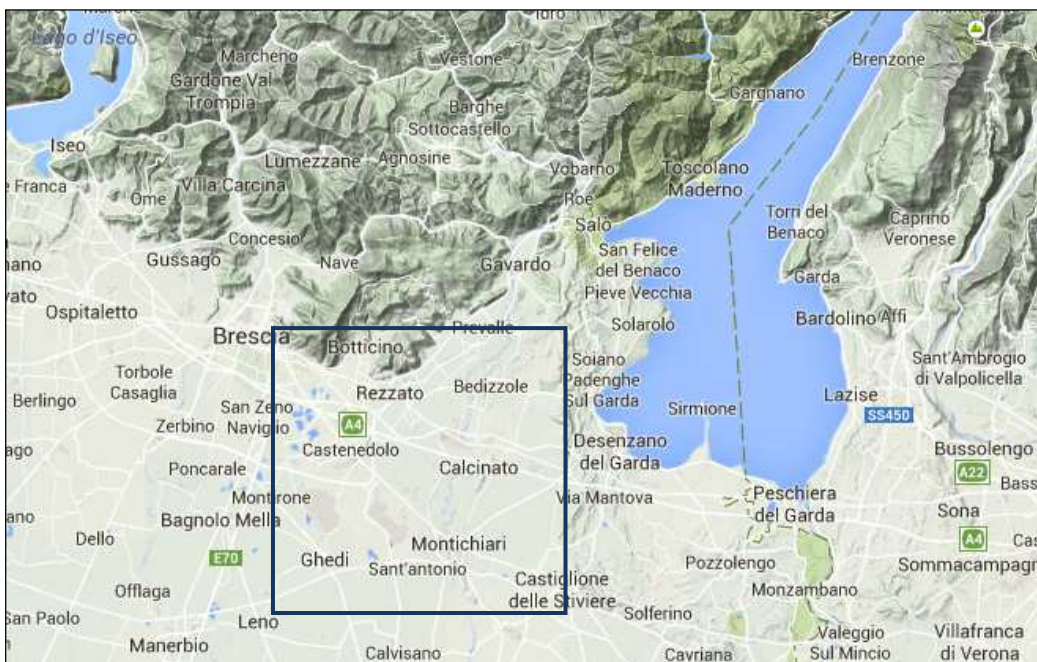 Lago d'Iseo
Marcheno
Gardone Val
Trompia
Vestone
Idro
Brenzone
Gargnano
Barghe
Sottocastello
Iseo
Lumezzane
Agnosine
Vobarno
Toscolano
Maderno
Franca
Villa Carcina
Ome
Roè
Salò
Torri del
Benaco
Caprino
Veronese
Concesio
Gussago
Nave
Gavardo
San Felice
del Benaco
Pieve Vecchia
Garda
Ospitaletto
Solarolo
Bardolino
Affi
Brescia
Prevalle
Botticino
Soiano
Padenghe
Sul Garda
Sant'Ambrogio
di Valpolicella
Torbole
Casaglia
Rezzato
Bedizzole
Berlingo
San Zeno
Naviglio
A4
Sirmione
Lazise
SS450
Zerbino
Castenedolo
Desenzano
del Garda
Bussolengo
Poncarale
Calcinato
A22
Montirone
Via Mantova
Peschiera
del Garda
Bagnolo Mella
Sona
Dello
Montichiari
A4
E70
Ghedi
Sant'antonio
Pozzolengo
Sommacampagn
Offlaga
Castiglione
delle Stiviere
Monzambano
San Paolo
Leno
Solferino
Manerbio
Calvisano
Cavriana
Valeggio
Sul Mincio
Villafranca
di Verona